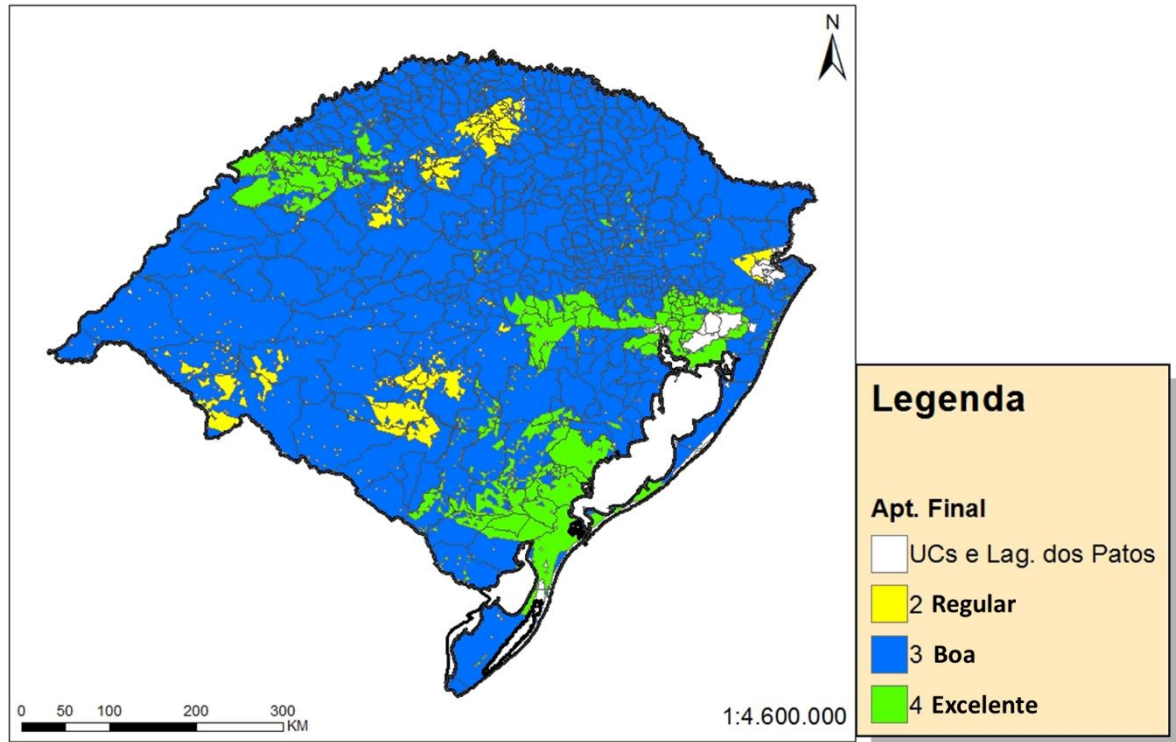 N
0 50 100 200 300
KM
1:4.600.000
Legenda
Apt. Final
UCs e Lag. dos Patos
2 Regular
3 Boa
4 Excelente